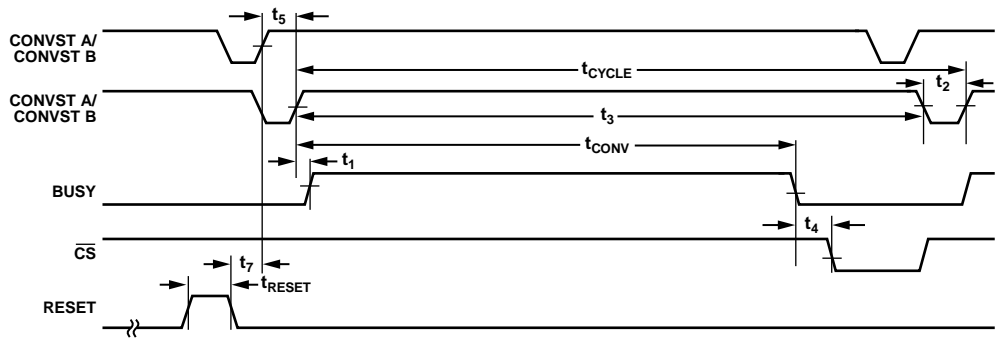 t5
CONVST A/
CONVST B
tCYCLE
CONVST A/
CONVST B
t2
t3
tCONV
t1
BUSY
t4
CS
t7
tRESET
RESET